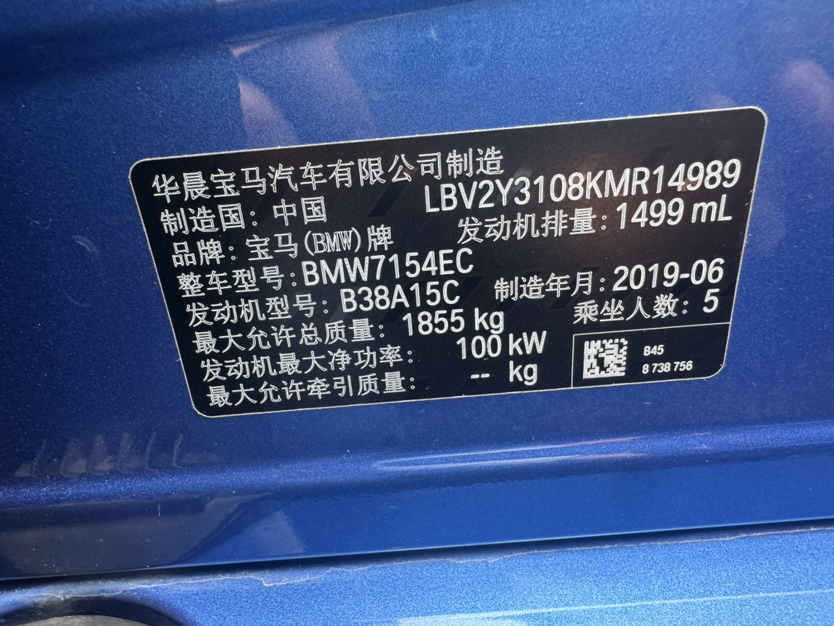 华晨宝马汽车有限公司制造
LBV2Y3108KMR14989
制造国: 中国
发动机排量: 1499 mL
品牌: 宝马(BMW)牌
整车型号: BMW7154EC
制造年月: 2019-06
发动机型号: B38A15C
乘坐人数: 5
最大允许总质量: 1855 kg
发动机最大净功率: 100 kW
最大允许牵引质量: -- kg
B45
8 738 756